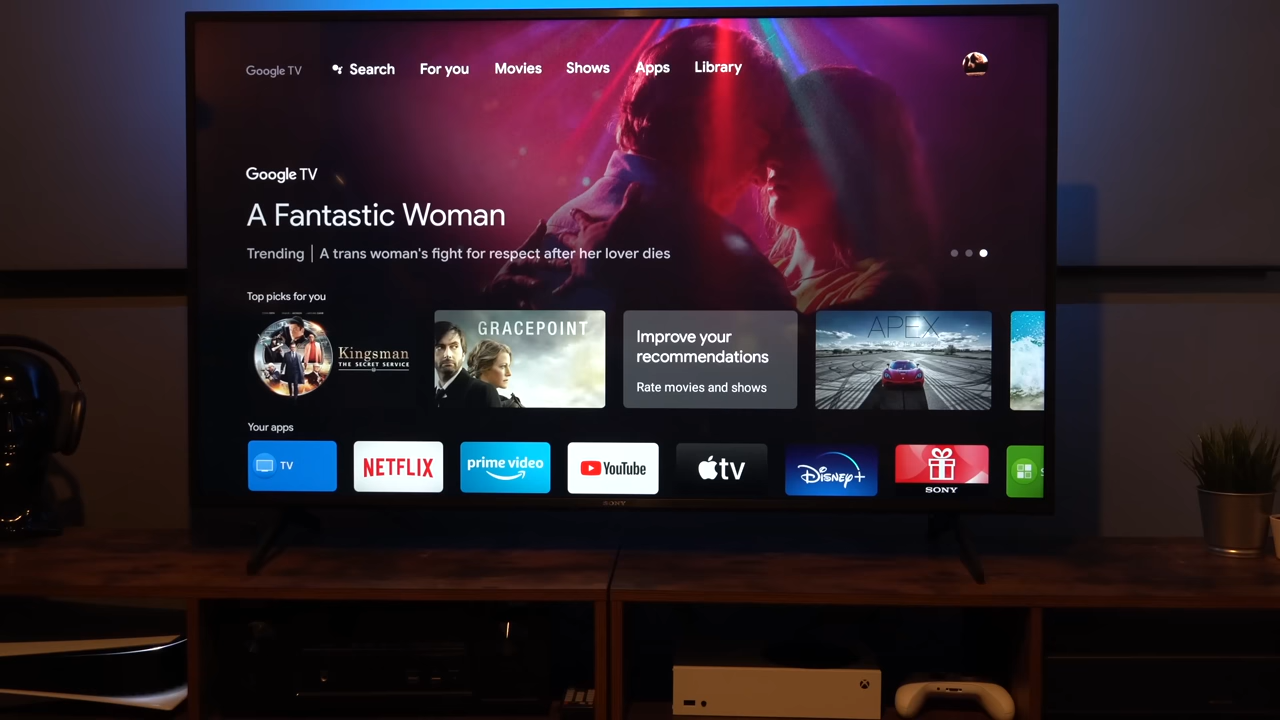 Google TV
Search
For you
Movies
Shows
Apps
Library
Google TV
A Fantastic Woman
Trending | A trans woman's fight for respect after her lover dies
Top picks for you
Kingsman
THE SECRET SERVICE
GRACEPOINT
Improve your
recommendations
Rate movies and shows
APEX
Your apps
TV
NETFLIX
prime video
YouTube
tv
Disney+
SONY
SONY